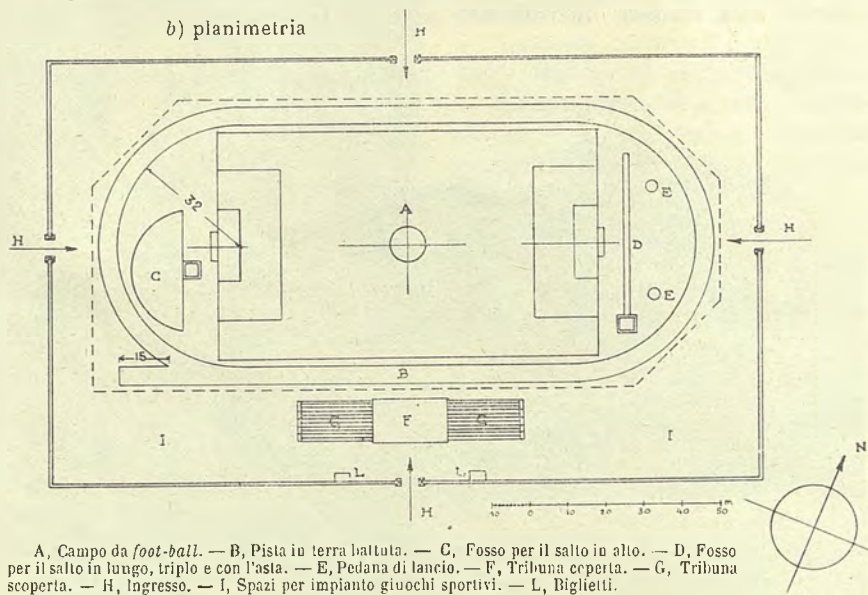 b) planimetria
H
32
A
E
H
H
C
D
E
15
B
G F G
I
I
L
L
N
H
10 0 10 20 30 40 50 m
A, Campo da foot-ball. — B, Pista in terra battuta. — C, Fosso per il salto in alto. — D, Fosso
per il salto in lungo, triplo e con l'asta. — E, Pedana di lancio. — F, Tribuna coperta. — G, Tribuna
scoperta. — H, Ingresso. — I, Spazi per impianto giuochi sportivi. — L, Biglietti.